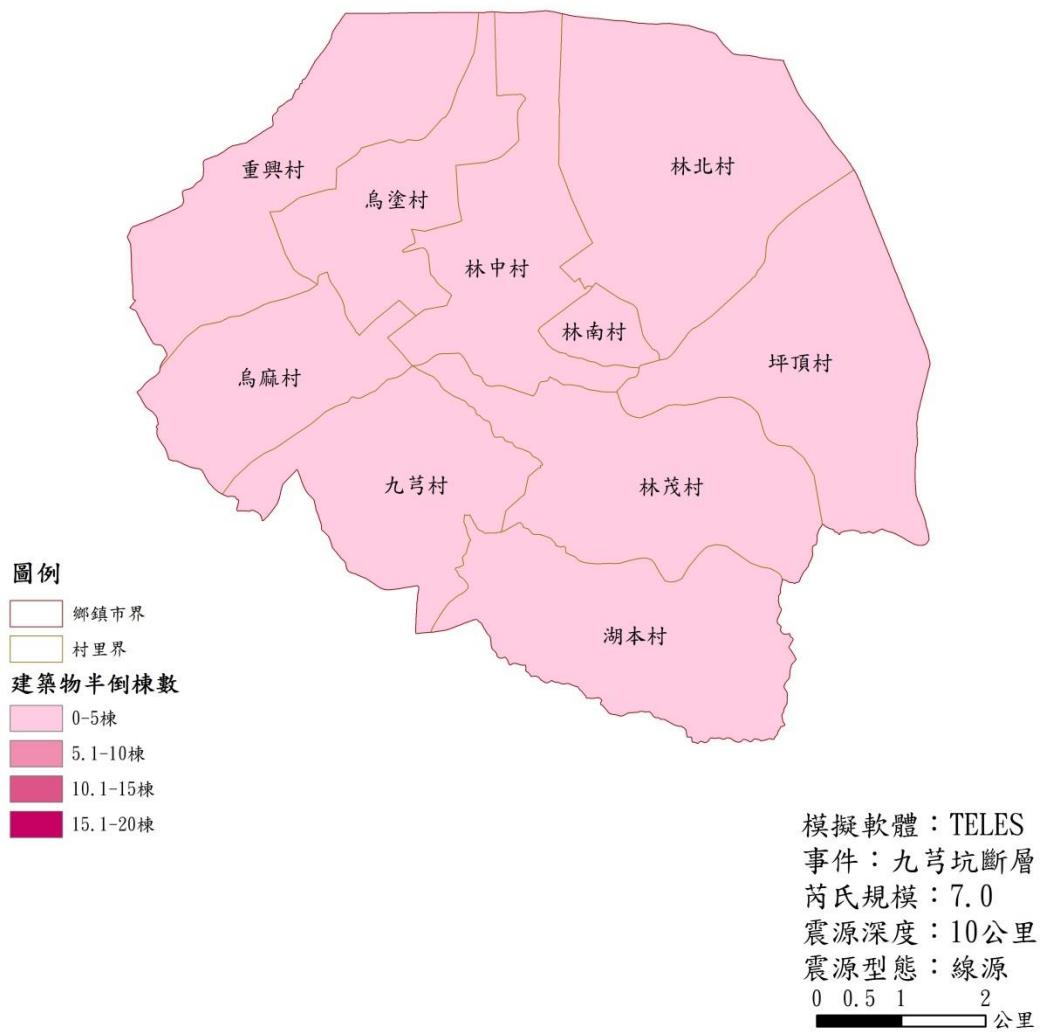 重興村
林北村
烏塗村
林中村
林南村
坪頂村
烏麻村
九芎村
林茂村
湖本村
圖例
鄉鎮市界
村里界
建築物半倒棟數
0-5棟
5.1-10棟
10.1-15棟
15.1-20棟
模擬軟體：TELES
事件：九芎坑斷層
芮氏規模：7.0
震源深度：10公里
震源型態：線源
0 0.5 1 2
公里